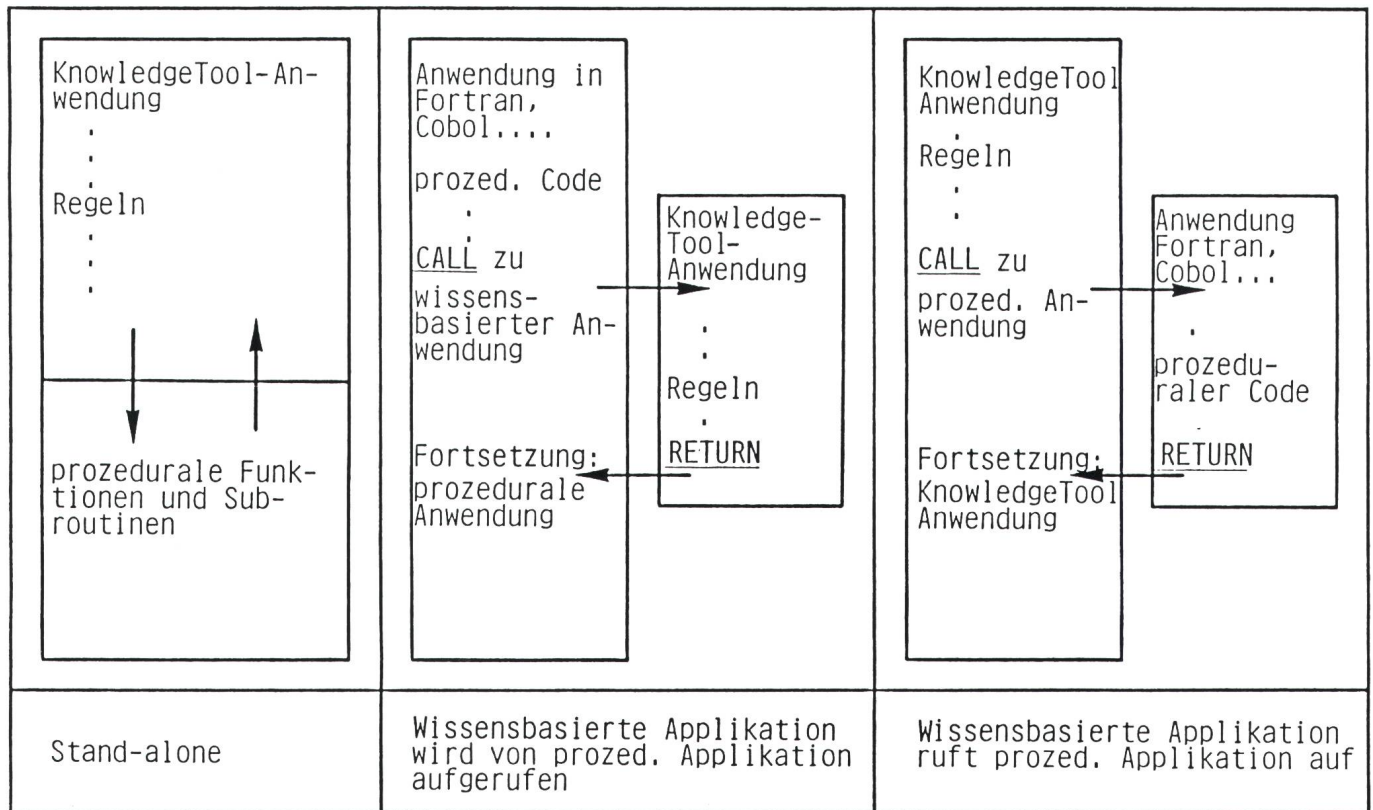 KnowledgeTool-An-
wendung
.
.
.
Regeln
.
.
.
prozedurale Funk-
tionen und Sub-
routinen
Stand-alone
Anwendung in
Fortran,
Cobol....
prozed. Code
.
.
CALL zu
wissens-
basierter An-
wendung
Fortsetzung:
prozedurale
Anwendung
Knowledge-
Tool-
Anwendung
.
.
Regeln
.
RETURN
Wissensbasierte Applikation
wird von prozed. Applikation
aufgerufen
KnowledgeTool
Anwendung
.
Regeln
.
.
CALL zu
prozed. An-
wendung
Fortsetzung:
KnowledgeTool
Anwendung
Anwendung
Fortran,
Cobol...
.
prozedu-
raler Code
.
RETURN
Wissensbasierte Applikation
ruft prozed. Applikation auf